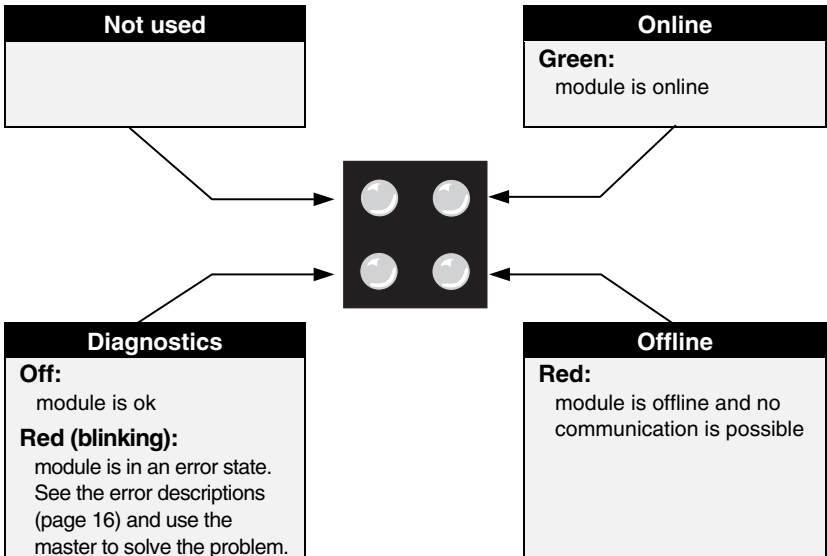 Not used
Online
Green:
module is online
Diagnostics
Off:
module is ok
Red (blinking):
module is in an error state.
See the error descriptions
(page 16) and use the
master to solve the problem.
Offline
Red:
module is offline and no
communication is possible